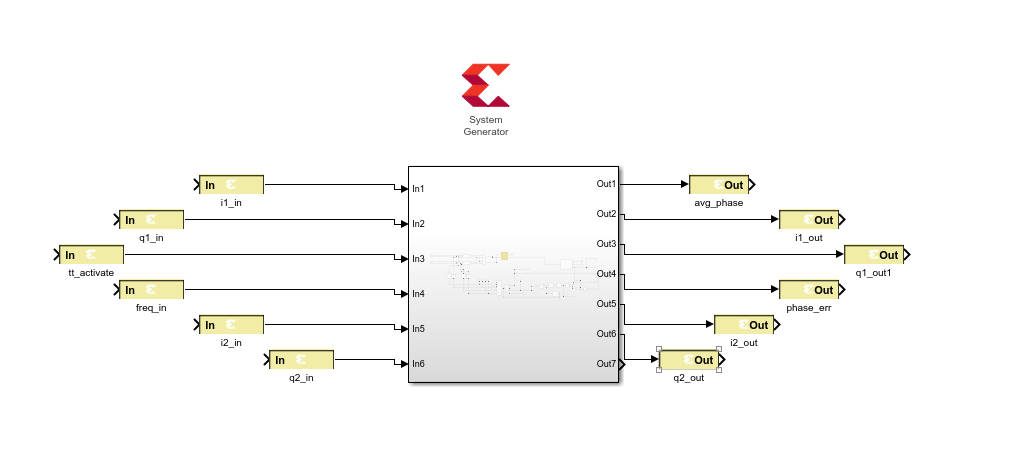 System
Generator
In
i1_in
In
q1_in
In
tt_activate
In
freq_in
In
i2_in
In
q2_in
In1
In2
In3
In4
In5
In6
Out1
Out2
Out3
Out4
Out5
Out6
Out7
Out
avg_phase
Out
i1_out
Out
q1_out1
Out
phase_err
Out
i2_out
Out
q2_out